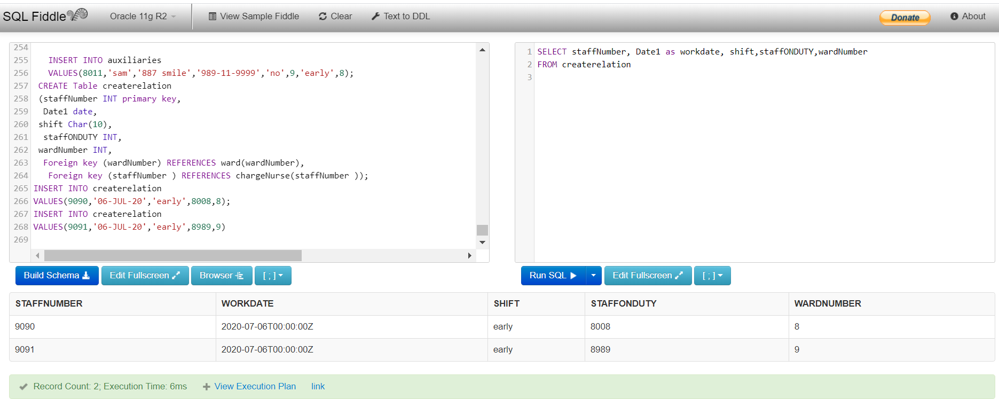 SQL Fiddle
Oracle 11g R2
View Sample Fiddle
Clear
Text to DDL
Donate
About
254
255 INSERT INTO auxiliaries
256 VALUES(8011,'sam','887 smile','989-11-9999','no',9,'early',8);
257 CREATE Table createrelation
258 (staffNumber INT primary key,
259 Date1 date,
260 shift Char(10),
261 staffONDUTY INT,
262 wardNumber INT,
263 Foreign key (wardNumber) REFERENCES ward(wardNumber),
264 Foreign key (staffNumber ) REFERENCES chargeNurse(staffNumber ));
265 INSERT INTO createrelation
266 VALUES(9090,'06-JUL-20','early',8008,8);
267 INSERT INTO createrelation
268 VALUES(9091,'06-JUL-20','early',8989,9)
269
1 SELECT staffNumber, Date1 as workdate, shift,staffONDUTY,wardNumber
2 FROM createrelation
3
Build Schema
Edit Fullscreen
Browser
[ ; ]
Run SQL
Edit Fullscreen
[ ; ]
STAFFNUMBER WORKDATE SHIFT STAFFONDUTY WARDNUMBER
9090 2020-07-06T00:00:00Z early 8008 8
9091 2020-07-06T00:00:00Z early 8989 9
Record Count: 2; Execution Time: 6ms View Execution Plan link